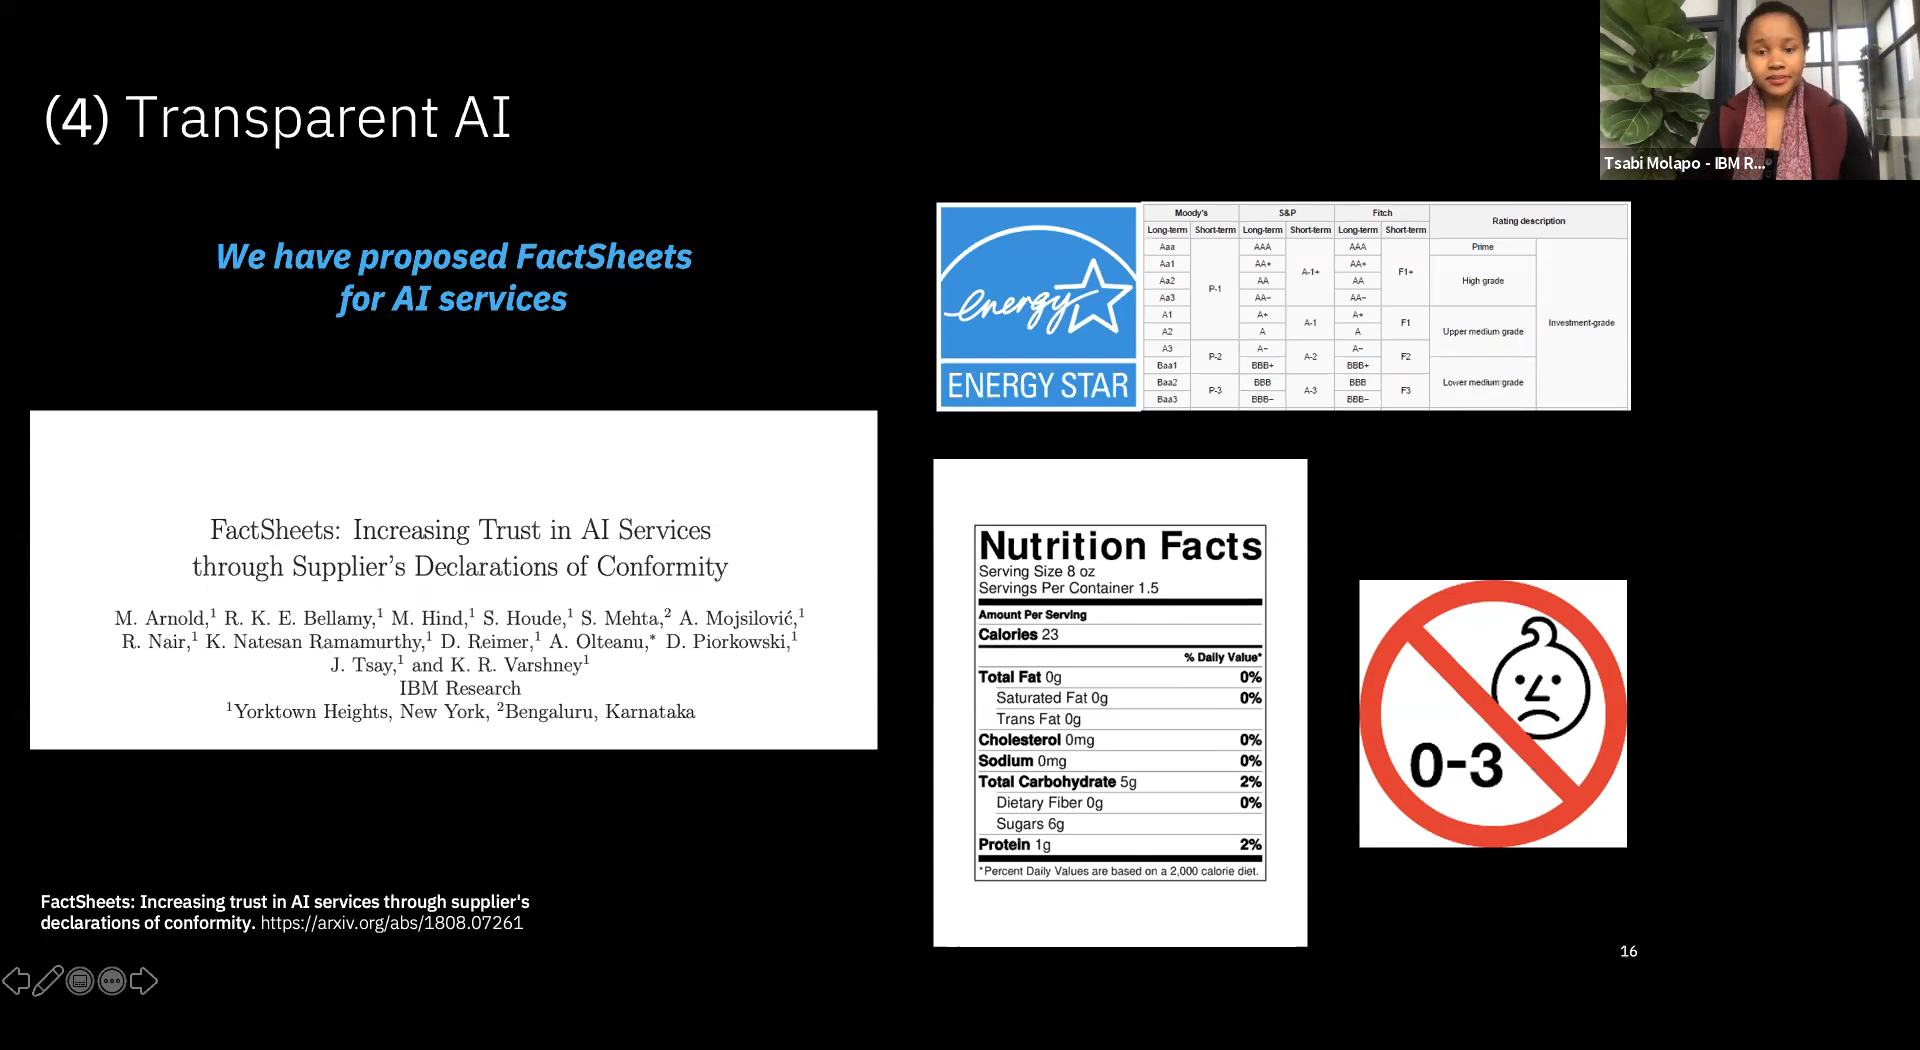 (4) Transparent AI
Tsabi Molapo - IBM R...
We have proposed FactSheets
for AI services
energy
ENERGY STAR
Moody's S&P Fitch Rating description
Long-term Short-term Long-term Short-term Long-term Short-term
Aaa P-1 AAA A-1+ AAA F1+ Prime Investment-grade
Aa1 AA+ AA+ High grade
Aa2 AA AA
Aa3 AA− AA−
A1 A+ A-1 A+ F1 Upper medium grade
A2 A A
A3 P-2 A− A-2 A− F2
Baa1 BBB+ BBB+ Lower medium grade
Baa2 P-3 BBB A-3 BBB F3
Baa3 BBB− BBB−
FactSheets: Increasing Trust in AI Services
through Supplier's Declarations of Conformity
M. Arnold,¹ R. K. E. Bellamy,¹ M. Hind,¹ S. Houde,¹ S. Mehta,² A. Mojsilović,¹
R. Nair,¹ K. Natesan Ramamurthy,¹ D. Reimer,¹ A. Olteanu,* D. Piorkowski,¹
J. Tsay,¹ and K. R. Varshney¹
IBM Research
¹Yorktown Heights, New York, ²Bengaluru, Karnataka
Nutrition Facts
Serving Size 8 oz
Servings Per Container 1.5
Amount Per Serving
Calories 23
% Daily Value*
Total Fat 0g 0%
Saturated Fat 0g 0%
Trans Fat 0g
Cholesterol 0mg 0%
Sodium 0mg 0%
Total Carbohydrate 5g 2%
Dietary Fiber 0g 0%
Sugars 6g
Protein 1g 2%
*Percent Daily Values are based on a 2,000 calorie diet.
0-3
FactSheets: Increasing trust in AI services through supplier's
declarations of conformity. https://arxiv.org/abs/1808.07261
16